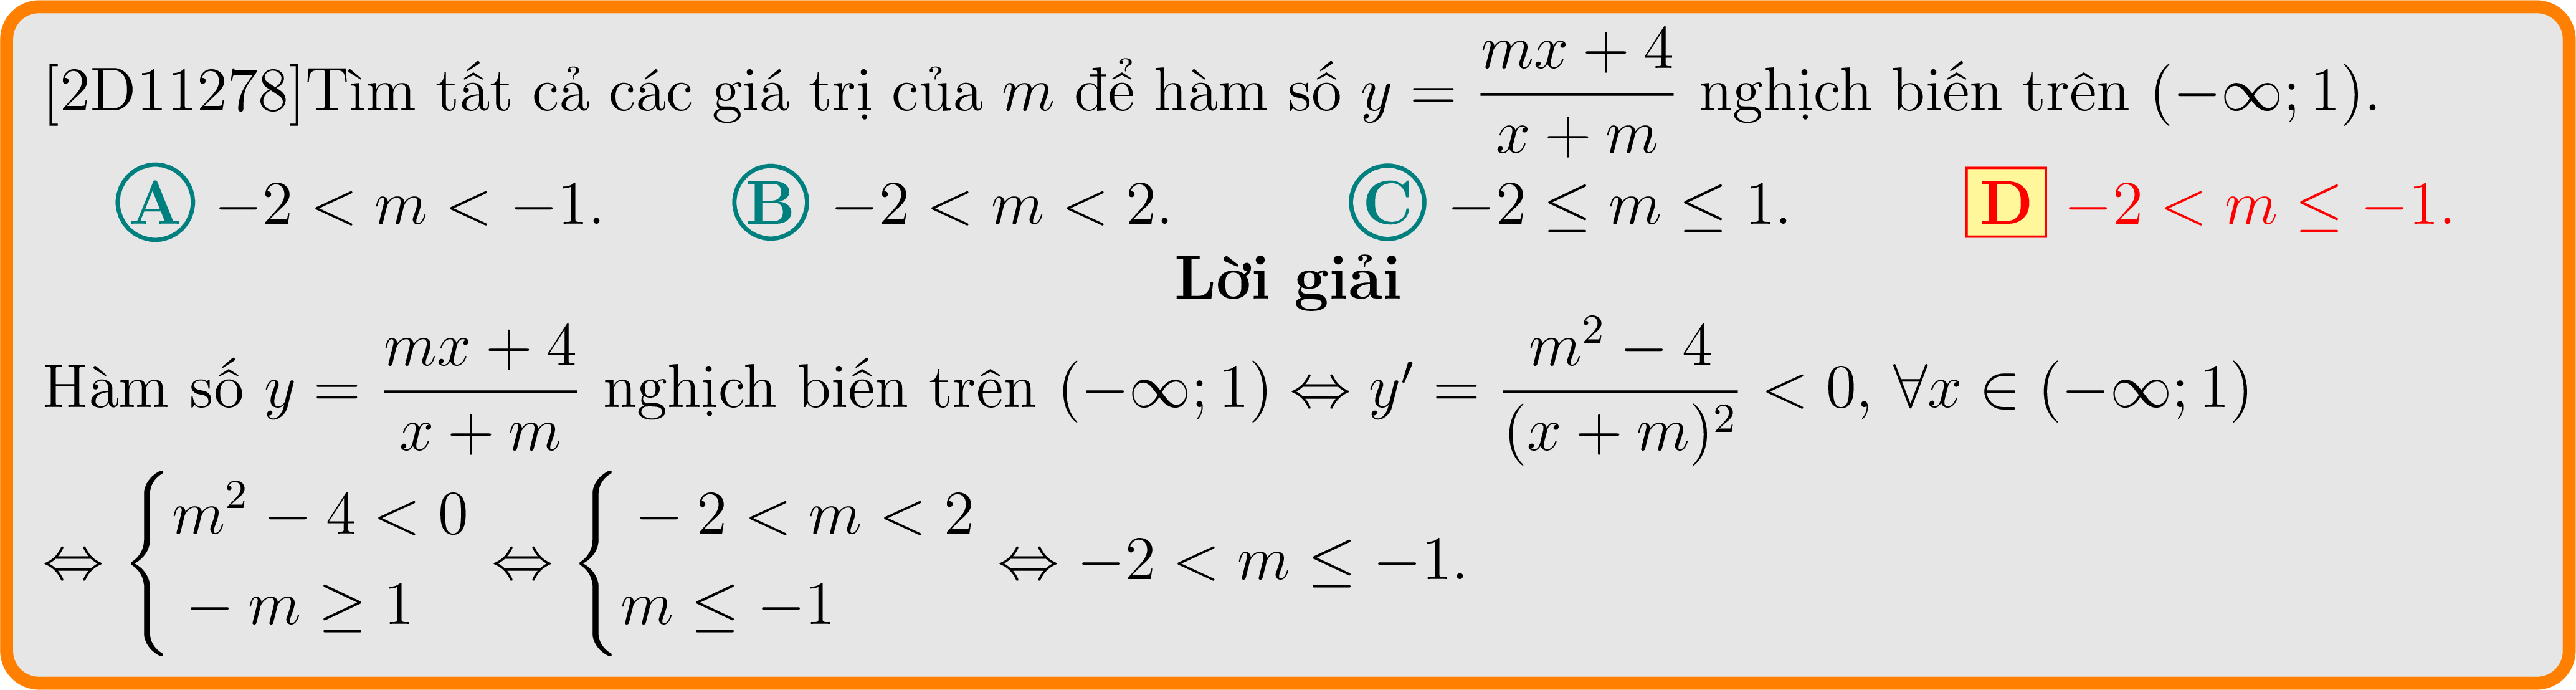 [2D11278]Tìm tất cả các giá trị của $m$ để hàm số $y = \dfrac{mx+4}{x+m}$ nghịch biến trên $(-\infty; 1)$.
A $-2 < m < -1$. B $-2 < m < 2$. C $-2 \leq m \leq 1$. D $-2 < m \leq -1$.
Lời giải
Hàm số $y = \dfrac{mx+4}{x+m}$ nghịch biến trên $(-\infty; 1) \Leftrightarrow y' = \dfrac{m^2-4}{(x+m)^2} < 0, \forall x \in (-\infty; 1)$
$\Leftrightarrow \begin{cases} m^2-4 < 0 \\ -m \geq 1 \end{cases} \Leftrightarrow \begin{cases} -2 < m < 2 \\ m \leq -1 \end{cases} \Leftrightarrow -2 < m \leq -1.$